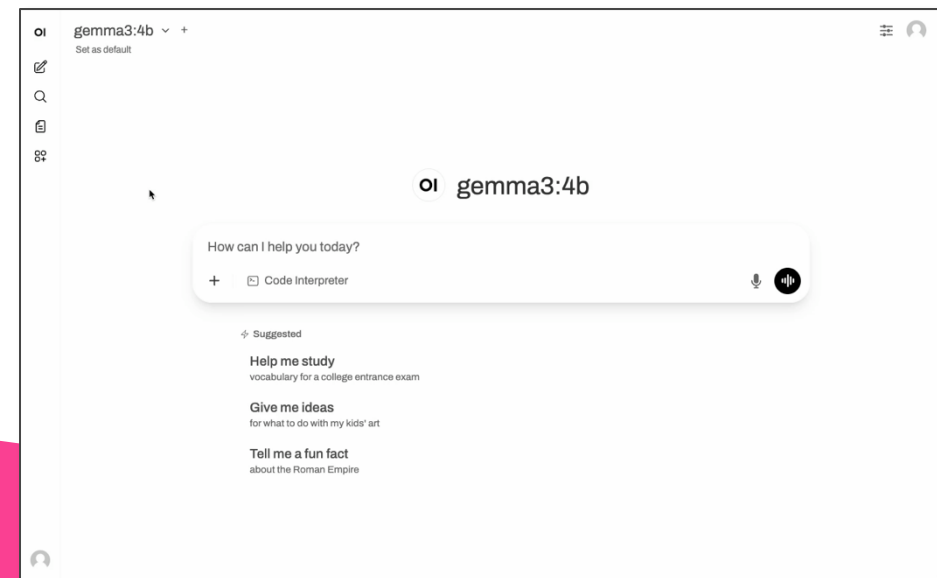 OI
gemma3:4b
Set as default
OI gemma3:4b
How can I help you today?
Code Interpreter
Suggested
Help me study
vocabulary for a college entrance exam
Give me ideas
for what to do with my kids' art
Tell me a fun fact
about the Roman Empire